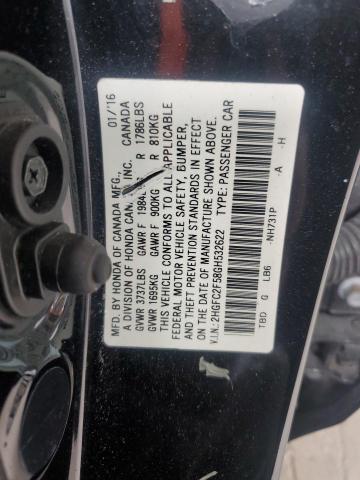 MFD. BY HONDA OF CANADA MFG., 01/'16
A DIVISION OF HONDA CAN. INC. CANADA
GVWR 3737LBS GAWR F 1984L R 1786LBS
GVWR 1695KG GAWR F 900KG R 810KG
THIS VEHICLE CONFORMS TO ALL APPLICABLE
FEDERAL MOTOR VEHICLE SAFETY, BUMPER,
AND THEFT PREVENTION STANDARDS IN EFFECT
ON THE DATE OF MANUFACTURE SHOWN ABOVE.
V.I.N.: 2HGFC2F58GH532622 TYPE: PASSENGER CAR
TBD G LB6 -NH731P -A -H